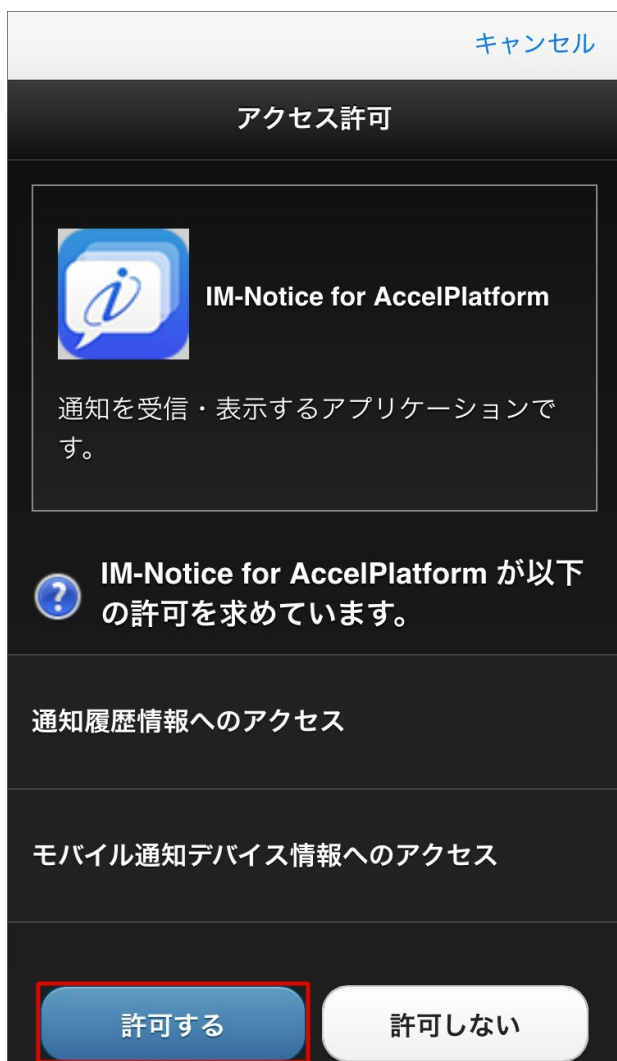 キャンセル
アクセス許可
IM-Notice for AccelPlatform
通知を受信・表示するアプリケーションで
す。
IM-Notice for AccelPlatform が以下
の許可を求めています。
通知履歴情報へのアクセス
モバイル通知デバイス情報へのアクセス
許可する
許可しない